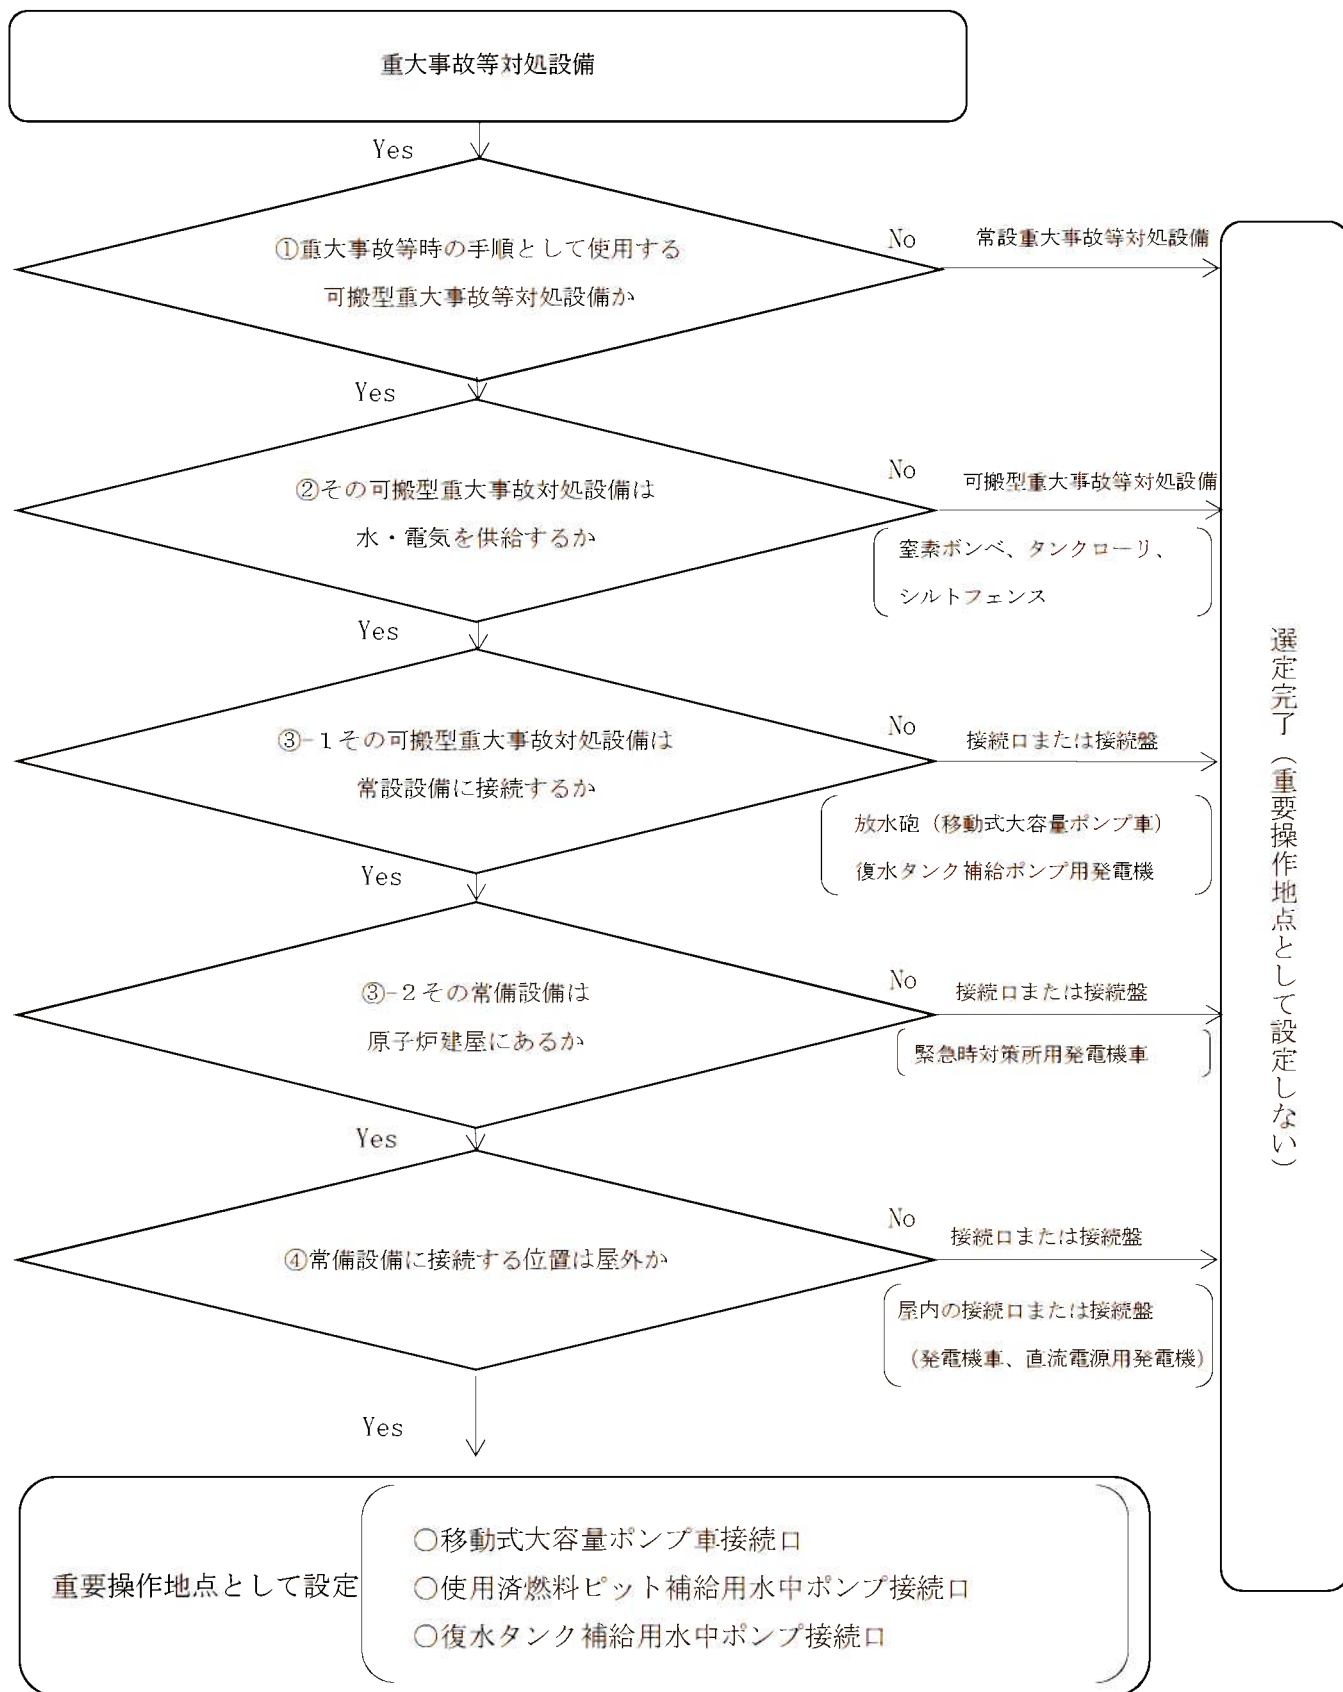 重大事故等対処設備
Yes
①重大事故等時の手順として使用する
可搬型重大事故等対処設備か
No
常設重大事故等対処設備
Yes
②その可搬型重大事故対処設備は
水・電気を供給するか
No
可搬型重大事故等対処設備
窒素ボンベ、タンクローリ、
シルトフェンス
Yes
③-1その可搬型重大事故対処設備は
常設設備に接続するか
No
接続口または接続盤
放水砲（移動式大容量ポンプ車）
復水タンク補給ポンプ用発電機
Yes
③-2その常備設備は
原子炉建屋にあるか
No
接続口または接続盤
緊急時対策所用発電機車
Yes
④常備設備に接続する位置は屋外か
No
接続口または接続盤
屋内の接続口または接続盤
（発電機車、直流電源用発電機）
Yes
選定完了（重要操作地点として設定しない）
重要操作地点として設定
○移動式大容量ポンプ車接続口
○使用済燃料ピット補給用水中ポンプ接続口
○復水タンク補給用水中ポンプ接続口